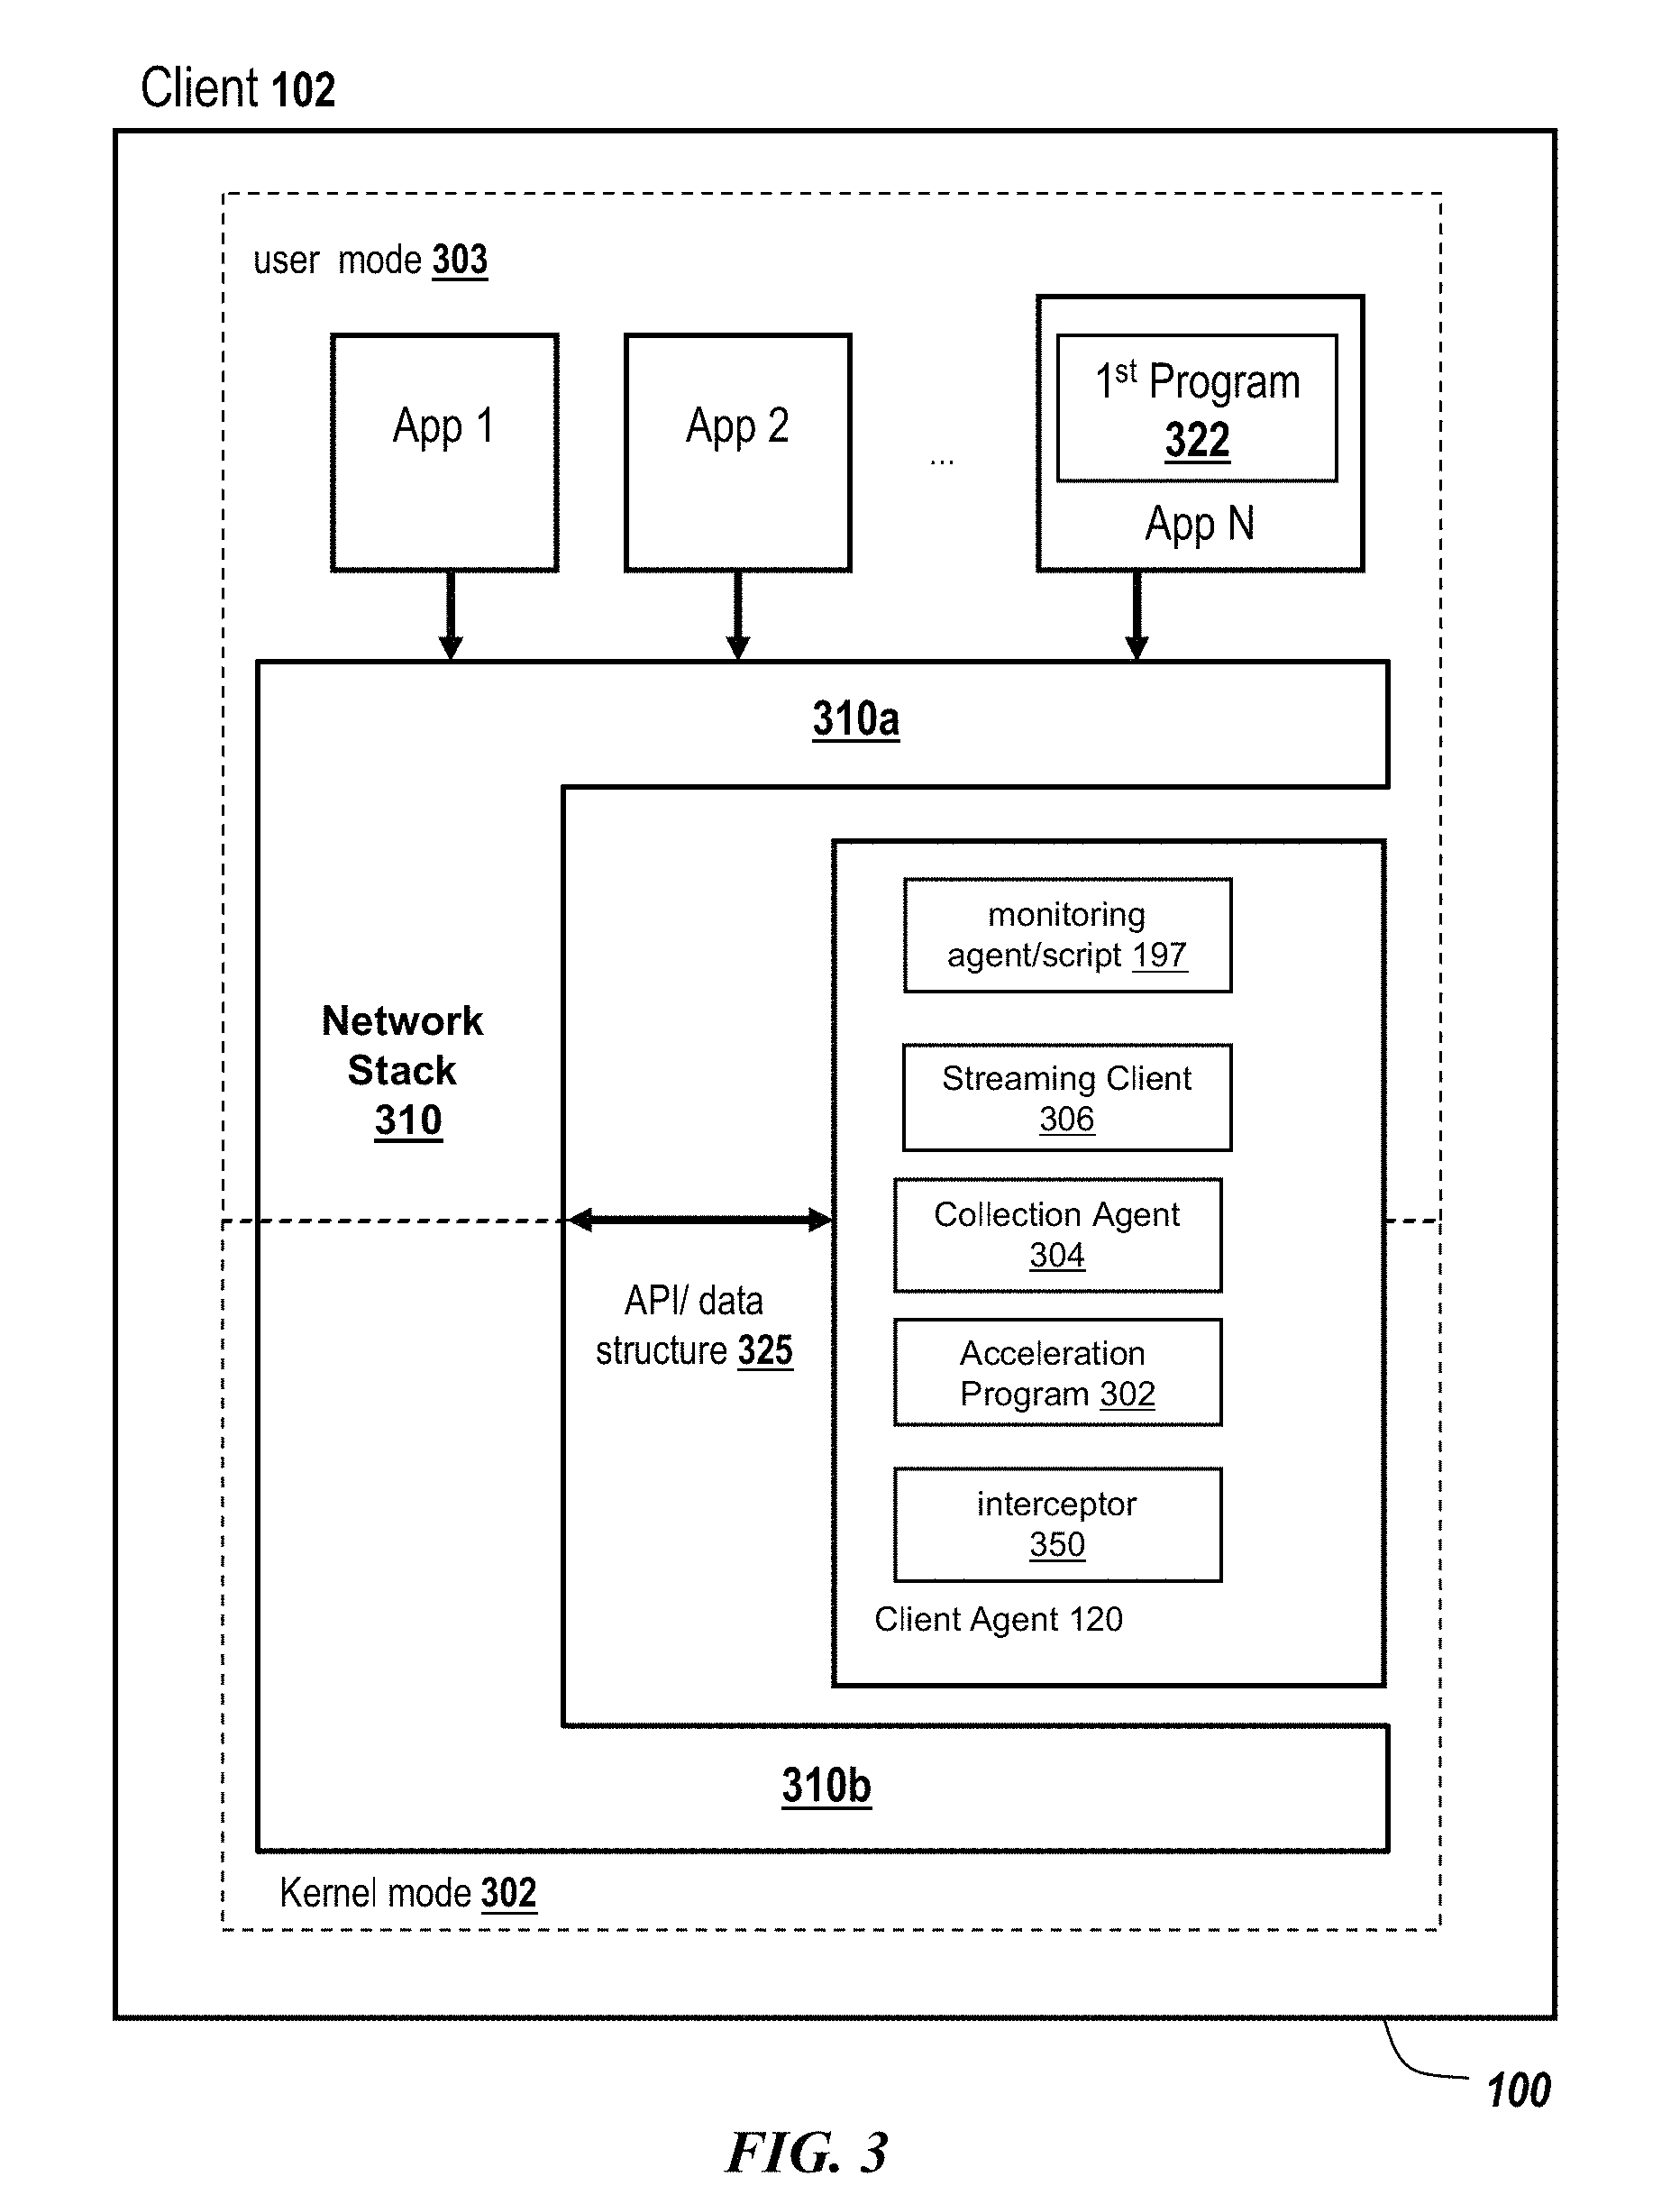 Client 102
user mode 303
App 1
App 2
...
1st Program
322
App N
310a
monitoring
agent/script 197
Network
Stack
310
Streaming Client
306
Collection Agent
304
API/ data
structure 325
Acceleration
Program 302
interceptor
350
Client Agent 120
310b
Kernel mode 302
100
FIG. 3